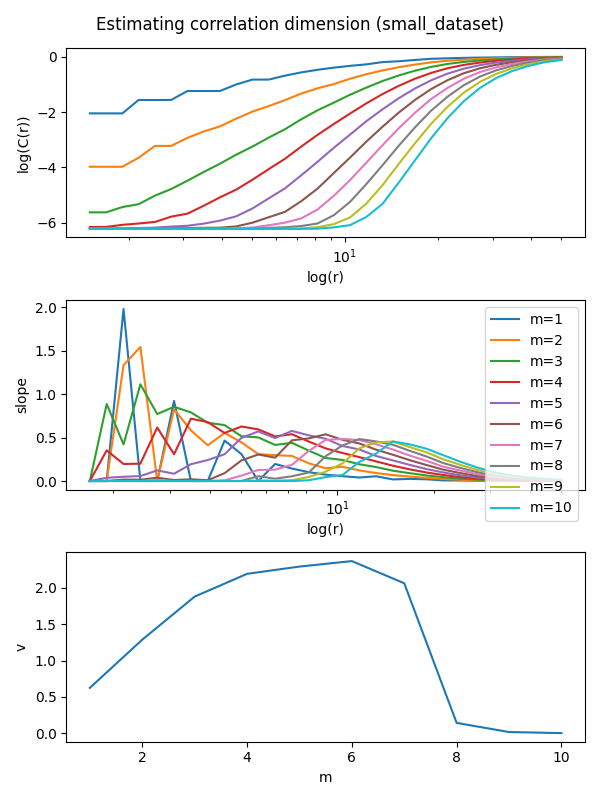 Estimating correlation dimension (small_dataset)
0
−2
−4
−6
log(C(r))
10¹
log(r)
2.0
1.5
1.0
0.5
0.0
slope
m=1
m=2
m=3
m=4
m=5
m=6
m=7
m=8
m=9
m=10
10¹
log(r)
2.0
1.5
1.0
0.5
0.0
v
2 4 6 8 10
m